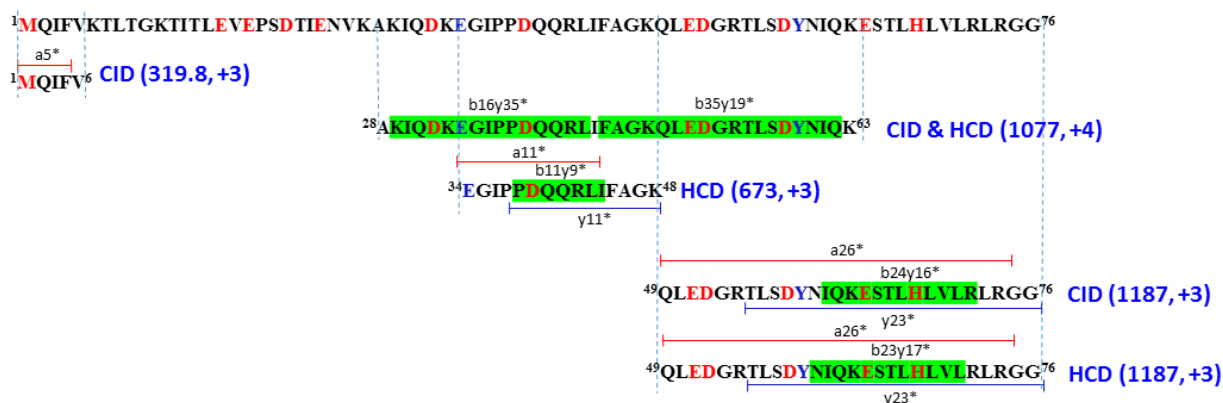 1MQIFVKTLTGKTITLEVEPSDTIENVKAKIQDKEGIPPDQQRLIFAGKQLEDGRTLSDYNIQKESTLHLVLRLRGG76
a5*
1MQIFV6 CID (319.8, +3)
b16y35* b35y19*
28AKIQDKEGIPPDQQRLIFAGKQLEDGRTLSDYNIQK63 CID & HCD (1077, +4)
a11*
b11y9*
34EGIPPDQQRLIFAGK48 HCD (673, +3)
y11*
a26*
b24y16*
49QLEDGRTLSDYNIQKESTLHLVLRLRGG76 CID (1187, +3)
y23*
a26*
b23y17*
49QLEDGRTLSDYNIQKESTLHLVLRLRGG76 HCD (1187, +3)
y23*